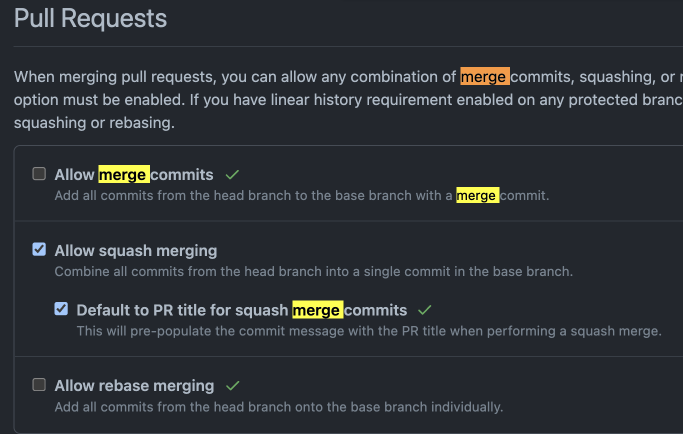 Pull Requests
When merging pull requests, you can allow any combination of merge commits, squashing, or
option must be enabled. If you have linear history requirement enabled on any protected
squashing or rebasing.
Allow merge commits
Add all commits from the head branch to the base branch with a merge commit.
Allow squash merging
Combine all commits from the head branch into a single commit in the base branch.
Default to PR title for squash merge commits
This will pre-populate the commit message with the PR title when performing a squash merge.
Allow rebase merging
Add all commits from the head branch onto the base branch individually.